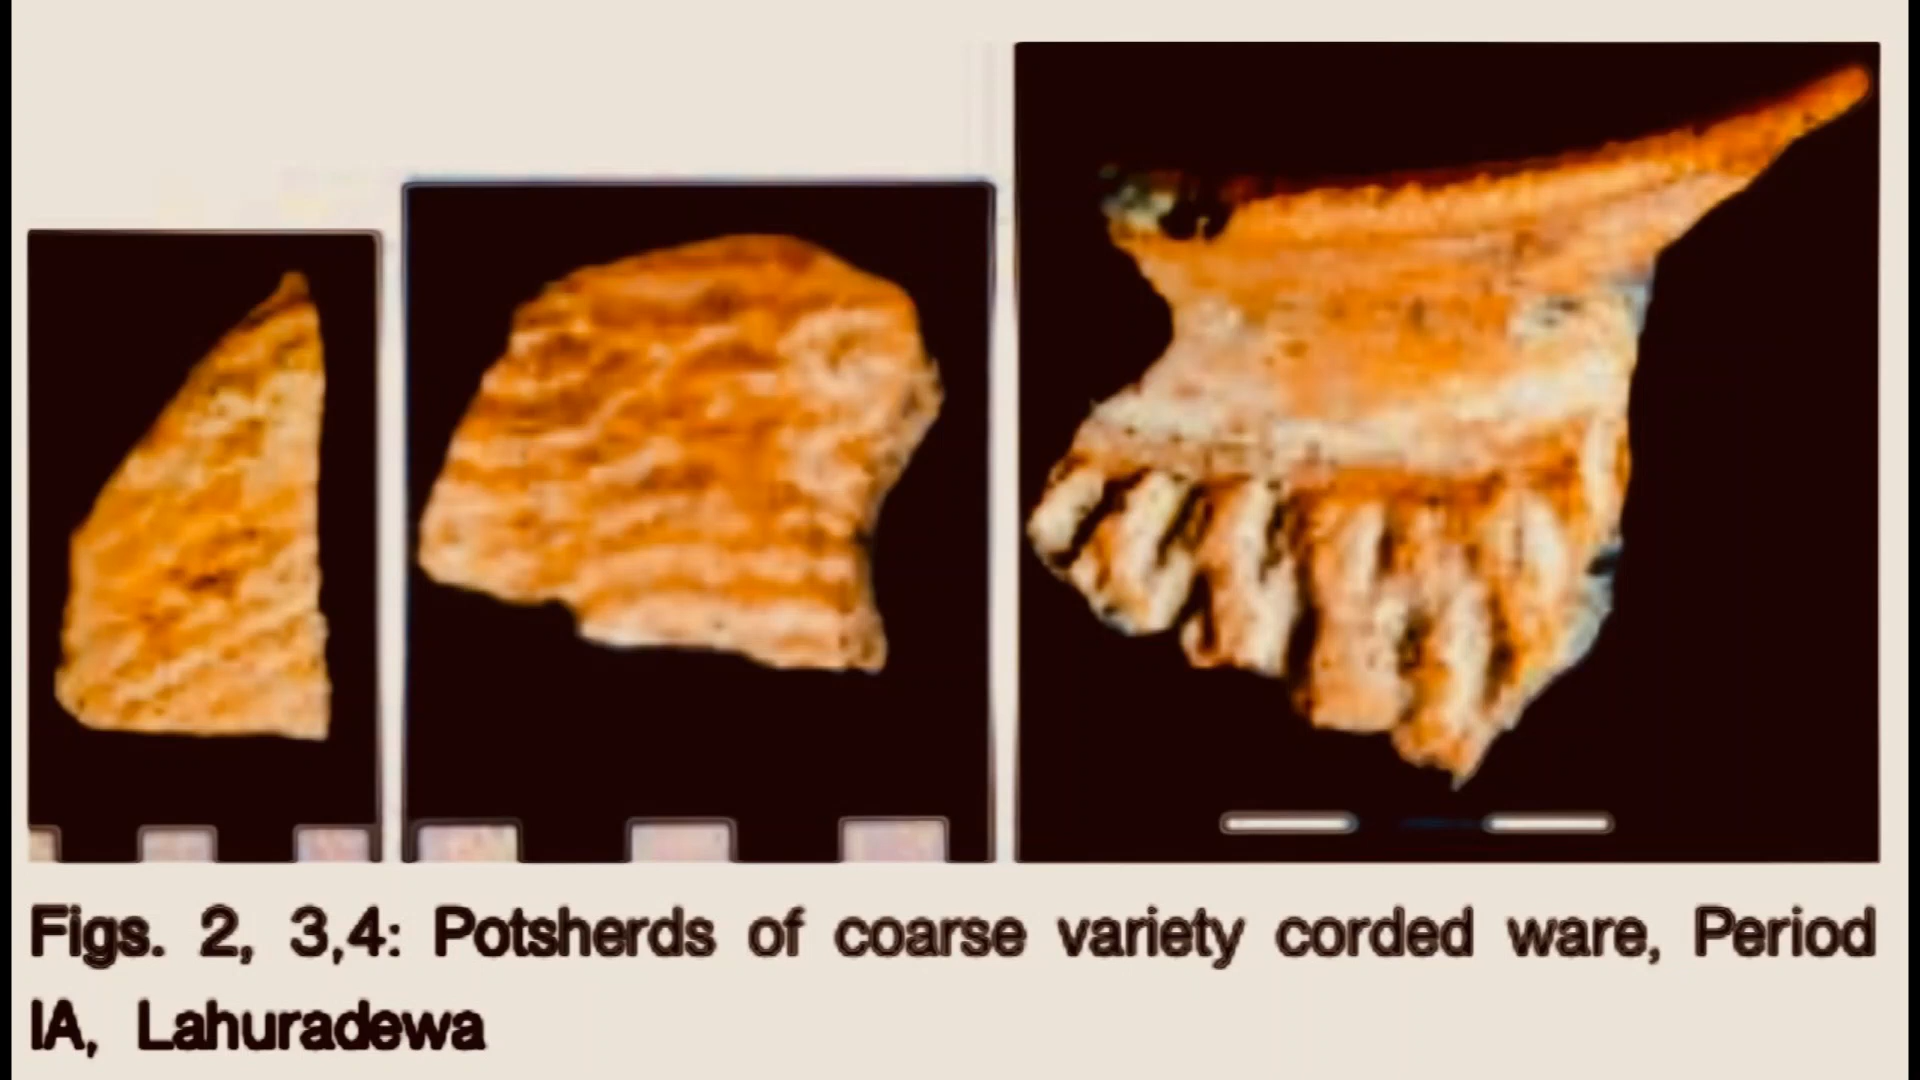 Figs. 2, 3,4: Potsherds of coarse variety corded ware, Period
IA, Lahuradewa